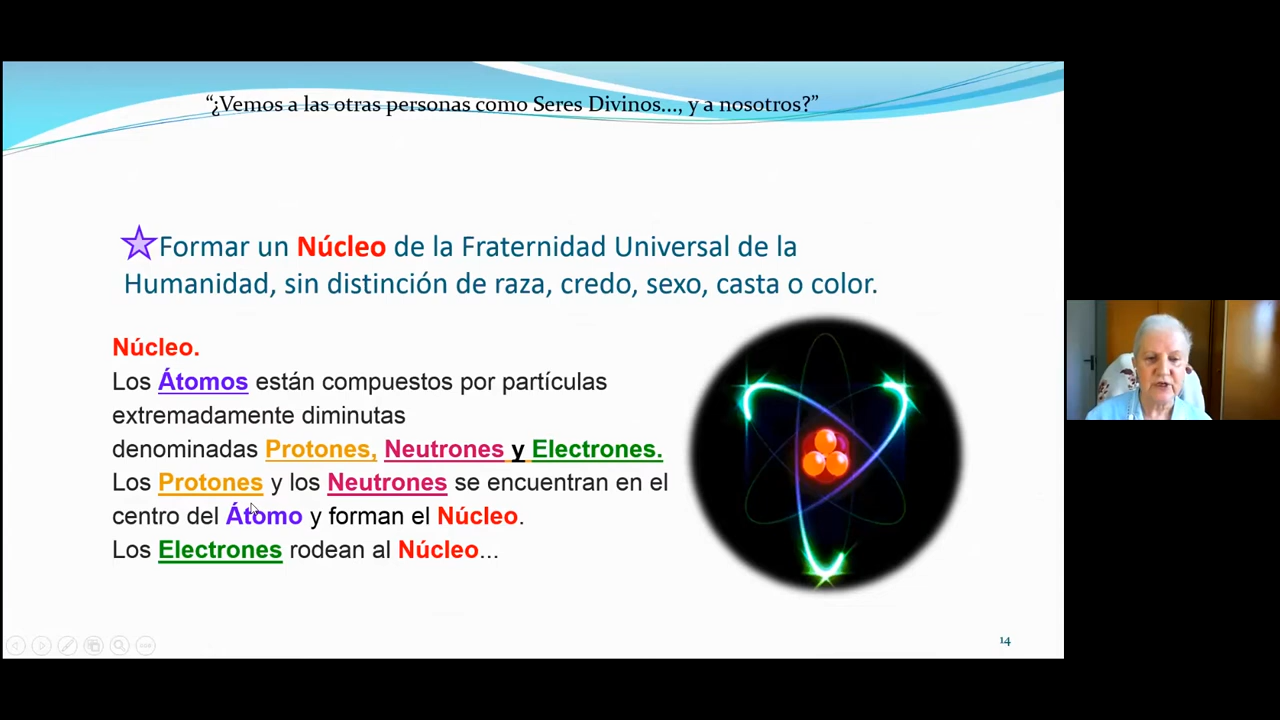 “¿Vemos a las otras personas como Seres Divinos..., y a nosotros?”
Formar un Núcleo de la Fraternidad Universal de la
Humanidad, sin distinción de raza, credo, sexo, casta o color.
Núcleo.
Los Átomos están compuestos por partículas
extremadamente diminutas
denominadas Protones, Neutrones y Electrones.
Los Protones y los Neutrones se encuentran en el
centro del Átomo y forman el Núcleo.
Los Electrones rodean al Núcleo...
14